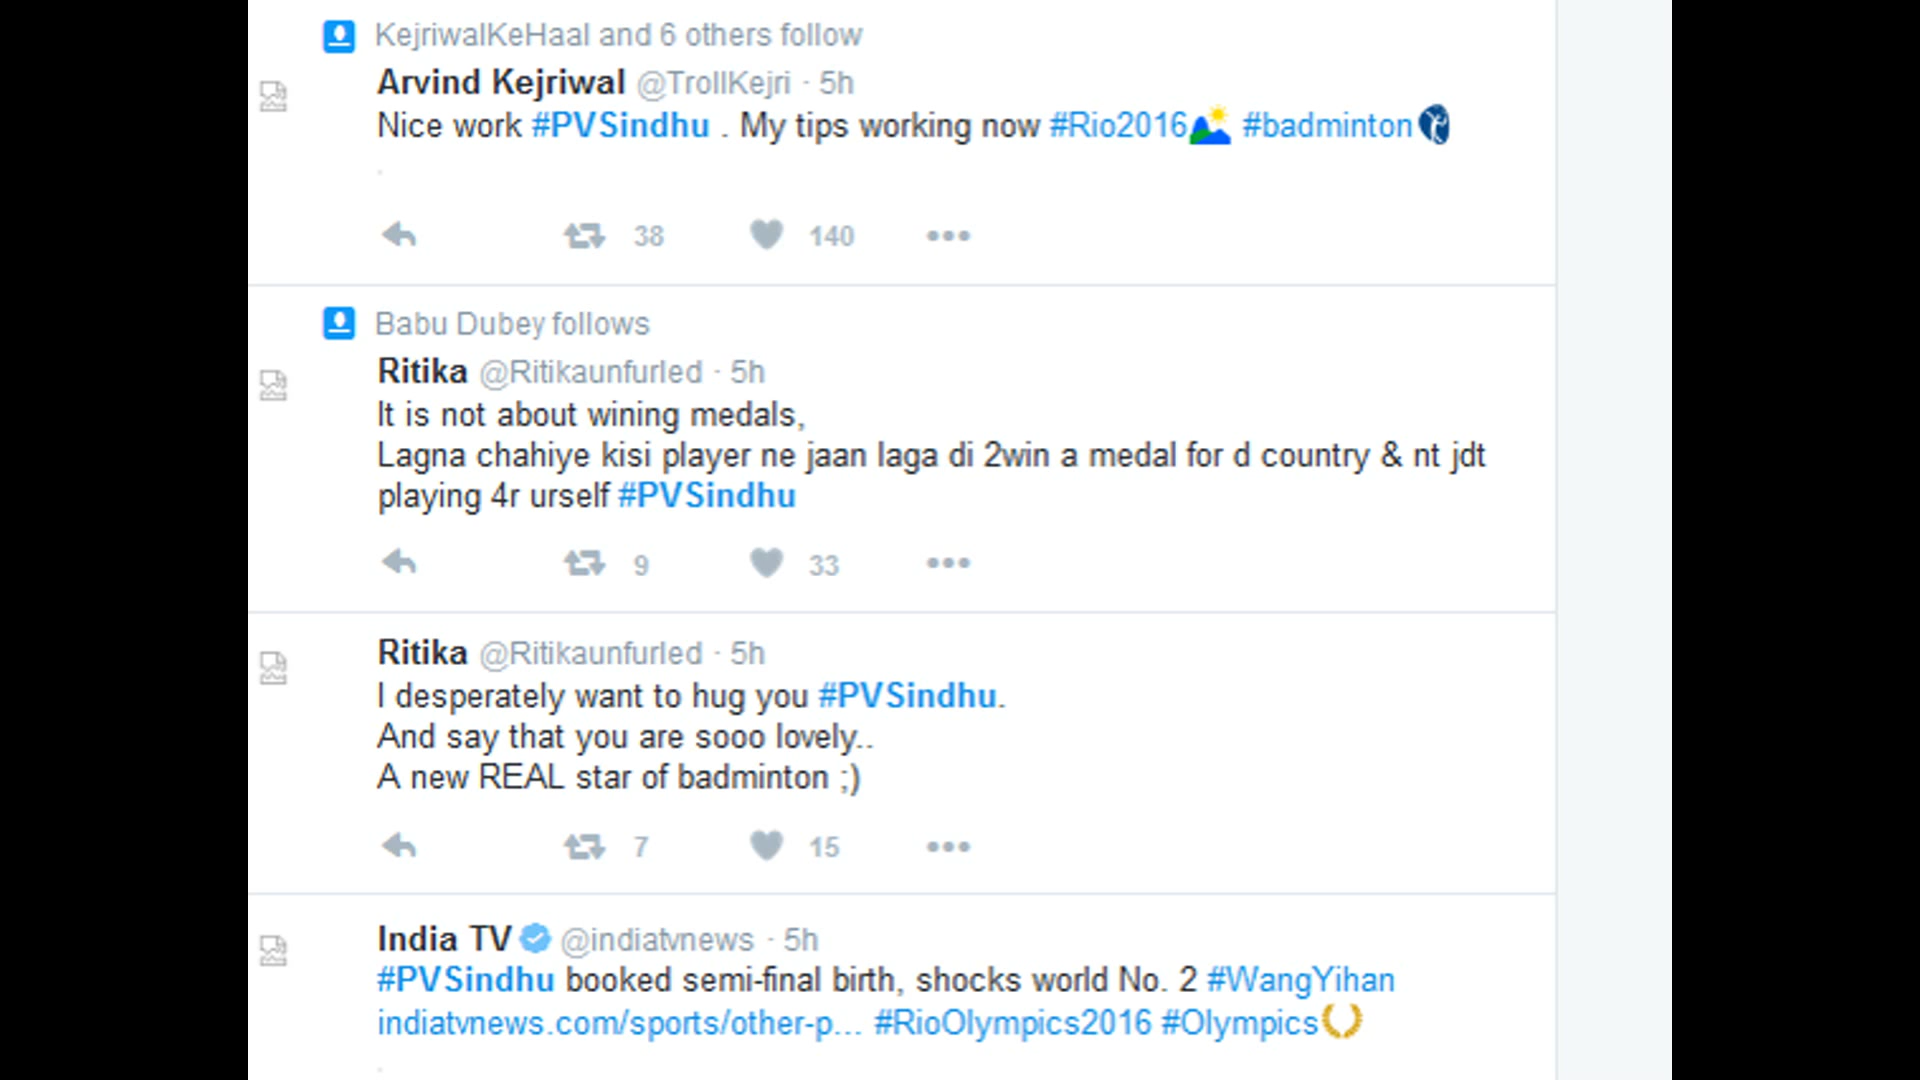 KejriwalKeHaal and 6 others follow
Arvind Kejriwal @TrollKejri · 5h
Nice work #PVSindhu . My tips working now #Rio2016 #badminton
.
38 140
Babu Dubey follows
Ritika @Ritikaunfurled · 5h
It is not about wining medals,
Lagna chahiye kisi player ne jaan laga di 2win a medal for d country & nt jdt
playing 4r urself #PVSindhu
9 33
Ritika @Ritikaunfurled · 5h
I desperately want to hug you #PVSindhu.
And say that you are sooo lovely..
A new REAL star of badminton ;)
7 15
India TV @indiatvnews · 5h
#PVSindhu booked semi-final birth, shocks world No. 2 #WangYihan
indiatvnews.com/sports/other-p... #RioOlympics2016 #Olympics
.